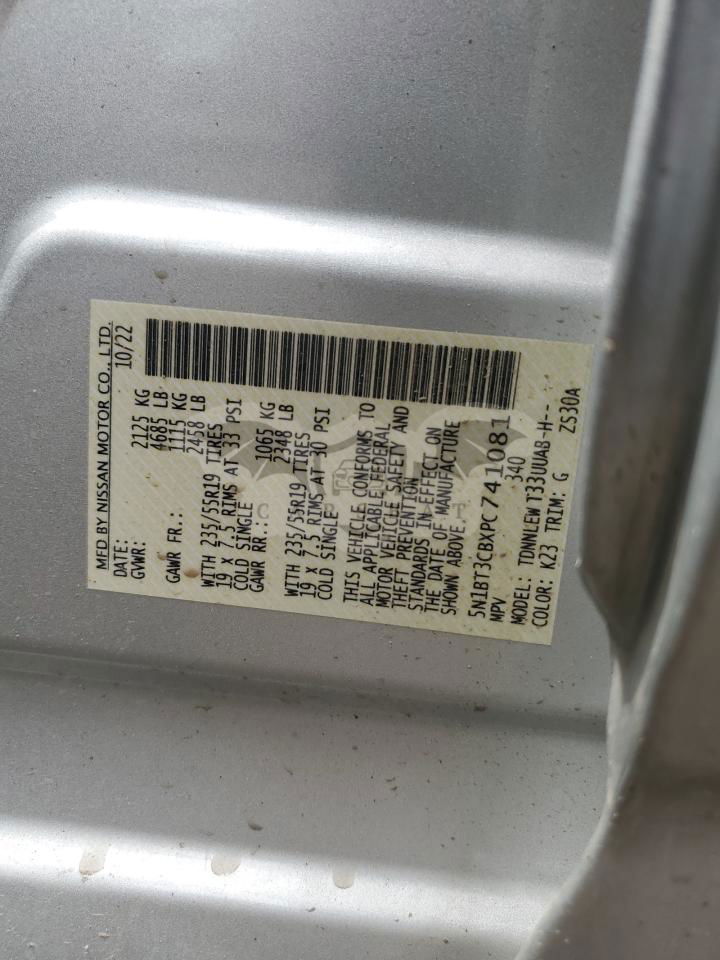 MFD BY NISSAN MOTOR CO., LTD.
DATE: 10/22
GVWR: 2125 KG
4685 LB
GAWR FR.: 1115 KG
2458 LB
WITH 235/55R19 TIRES
19 x 7.5 RIMS AT 33 PSI
COLD SINGLE
GAWR RR.: 1065 KG
2348 LB
WITH 235/55R19 TIRES
19 x 7.5 RIMS AT 30 PSI
COLD SINGLE
THIS VEHICLE CONFORMS TO
ALL APPLICABLE FEDERAL
MOTOR VEHICLE SAFETY AND
THEFT PREVENTION
STANDARDS IN EFFECT ON
THE DATE OF MANUFACTURE
SHOWN ABOVE.
5N1BT3CBXPC741081
MPV 340
MODEL: TDNNLEWT33UUAB-H--
COLOR: K23 TRIM: G ZS30A